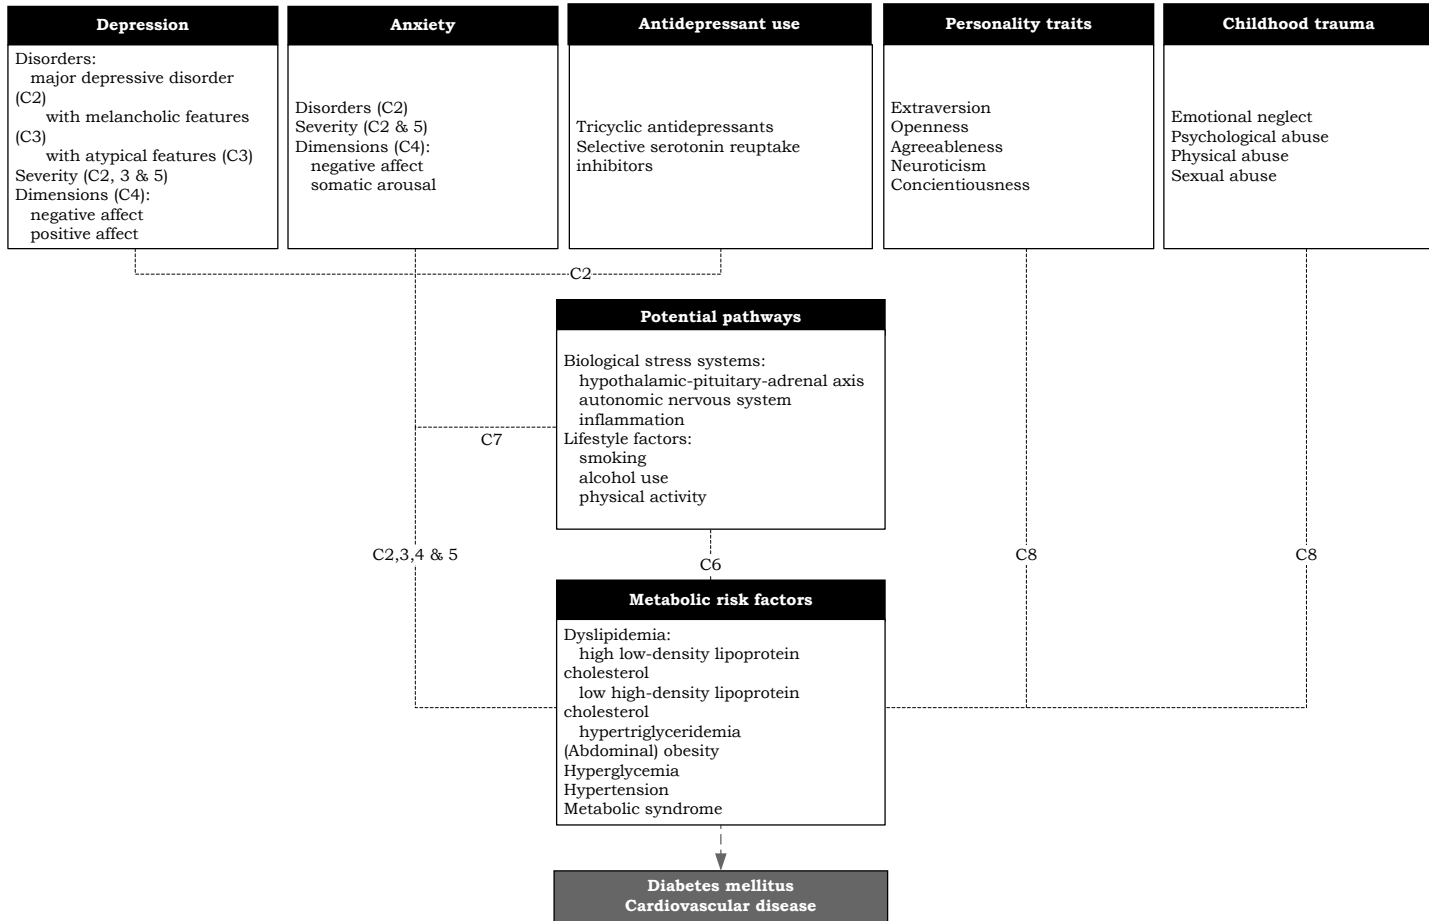 Depression
Disorders:
major depressive disorder
(C2)
with melancholic features
(C3)
with atypical features (C3)
Severity (C2, 3 & 5)
Dimensions (C4):
negative affect
positive affect
Anxiety
Disorders (C2)
Severity (C2 & 5)
Dimensions (C4):
negative affect
somatic arousal
Antidepressant use
Tricyclic antidepressants
Selective serotonin reuptake
inhibitors
Personality traits
Extraversion
Openness
Agreeableness
Neuroticism
Concientiousness
Childhood trauma
Emotional neglect
Psychological abuse
Physical abuse
Sexual abuse
C2
Potential pathways
Biological stress systems:
hypothalamic-pituitary-adrenal axis
autonomic nervous system
inflammation
Lifestyle factors:
smoking
alcohol use
physical activity
C7
C2,3,4 & 5
C6
C8
C8
Metabolic risk factors
Dyslipidemia:
high low-density lipoprotein
cholesterol
low high-density lipoprotein
cholesterol
hypertriglyceridemia
(Abdominal) obesity
Hyperglycemia
Hypertension
Metabolic syndrome
Diabetes mellitus
Cardiovascular disease